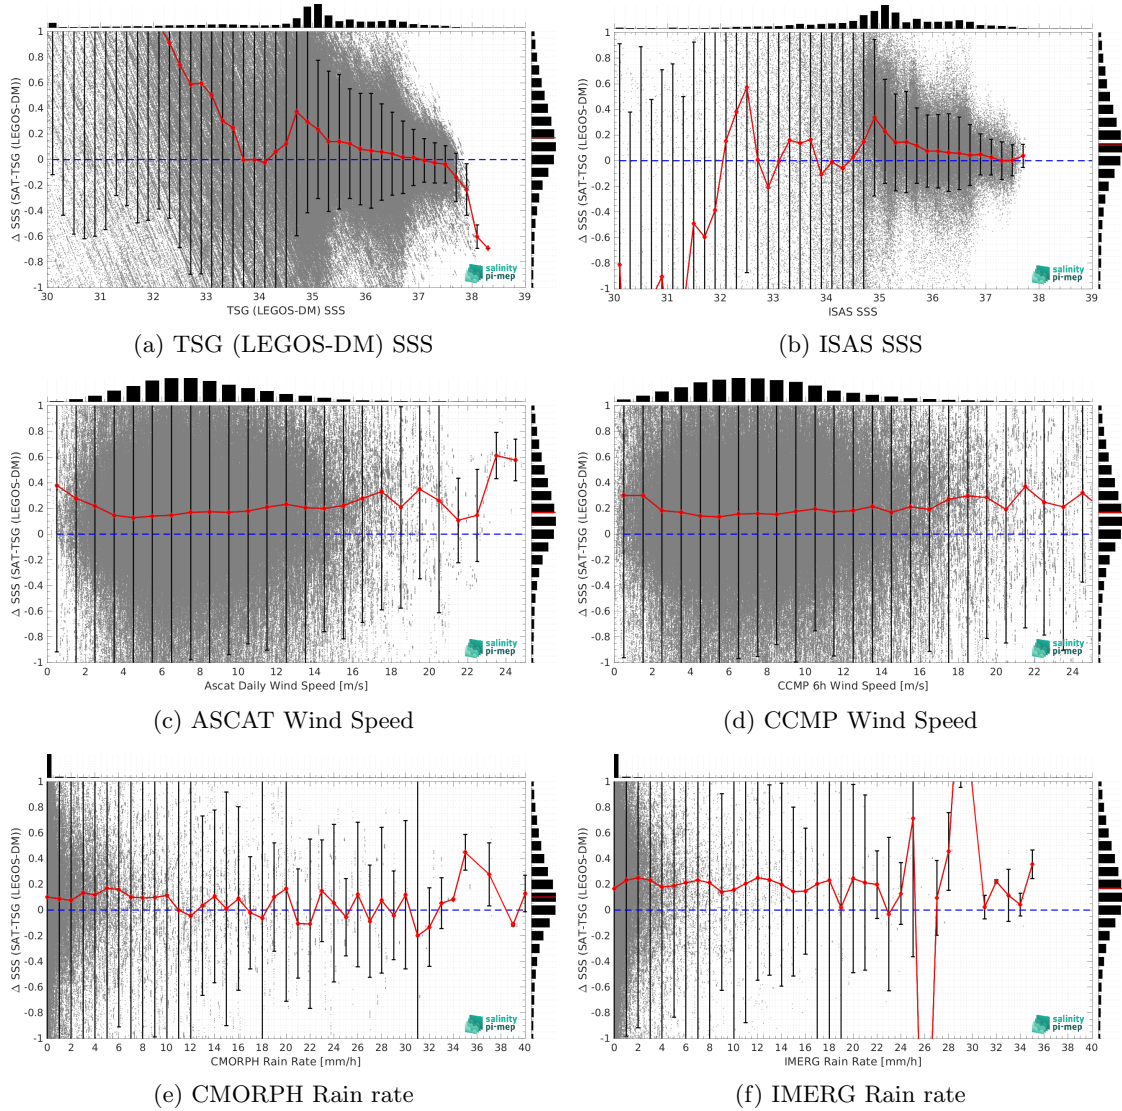 Δ SSS (SAT-TSG (LEGOS-DM))
1
0.8
0.6
0.4
0.2
0
-0.2
-0.4
-0.6
-0.8
-1
salinity
pi-mep
30 31 32 33 34 35 36 37 38 39
TSG (LEGOS-DM) SSS
(a) TSG (LEGOS-DM) SSS
Δ SSS (SAT-TSG (LEGOS-DM))
1
0.8
0.6
0.4
0.2
0
-0.2
-0.4
-0.6
-0.8
-1
salinity
pi-mep
30 31 32 33 34 35 36 37 38 39
ISAS SSS
(b) ISAS SSS
Δ SSS (SAT-TSG (LEGOS-DM))
1
0.8
0.6
0.4
0.2
0
-0.2
-0.4
-0.6
-0.8
-1
salinity
pi-mep
0 2 4 6 8 10 12 14 16 18 20 22 24
Ascat Daily Wind Speed [m/s]
(c) ASCAT Wind Speed
Δ SSS (SAT-TSG (LEGOS-DM))
1
0.8
0.6
0.4
0.2
0
-0.2
-0.4
-0.6
-0.8
-1
salinity
pi-mep
0 2 4 6 8 10 12 14 16 18 20 22 24
CCMP 6h Wind Speed [m/s]
(d) CCMP Wind Speed
Δ SSS (SAT-TSG (LEGOS-DM))
1
0.8
0.6
0.4
0.2
0
-0.2
-0.4
-0.6
-0.8
-1
salinity
pi-mep
0 2 4 6 8 10 12 14 16 18 20 22 24 26 28 30 32 34 36 38 40
CMORPH Rain Rate [mm/h]
(e) CMORPH Rain rate
Δ SSS (SAT-TSG (LEGOS-DM))
1
0.8
0.6
0.4
0.2
0
-0.2
-0.4
-0.6
-0.8
-1
salinity
pi-mep
0 2 4 6 8 10 12 14 16 18 20 22 24 26 28 30 32 34 36 38 40
IMERG Rain Rate [mm/h]
(f) IMERG Rain rate